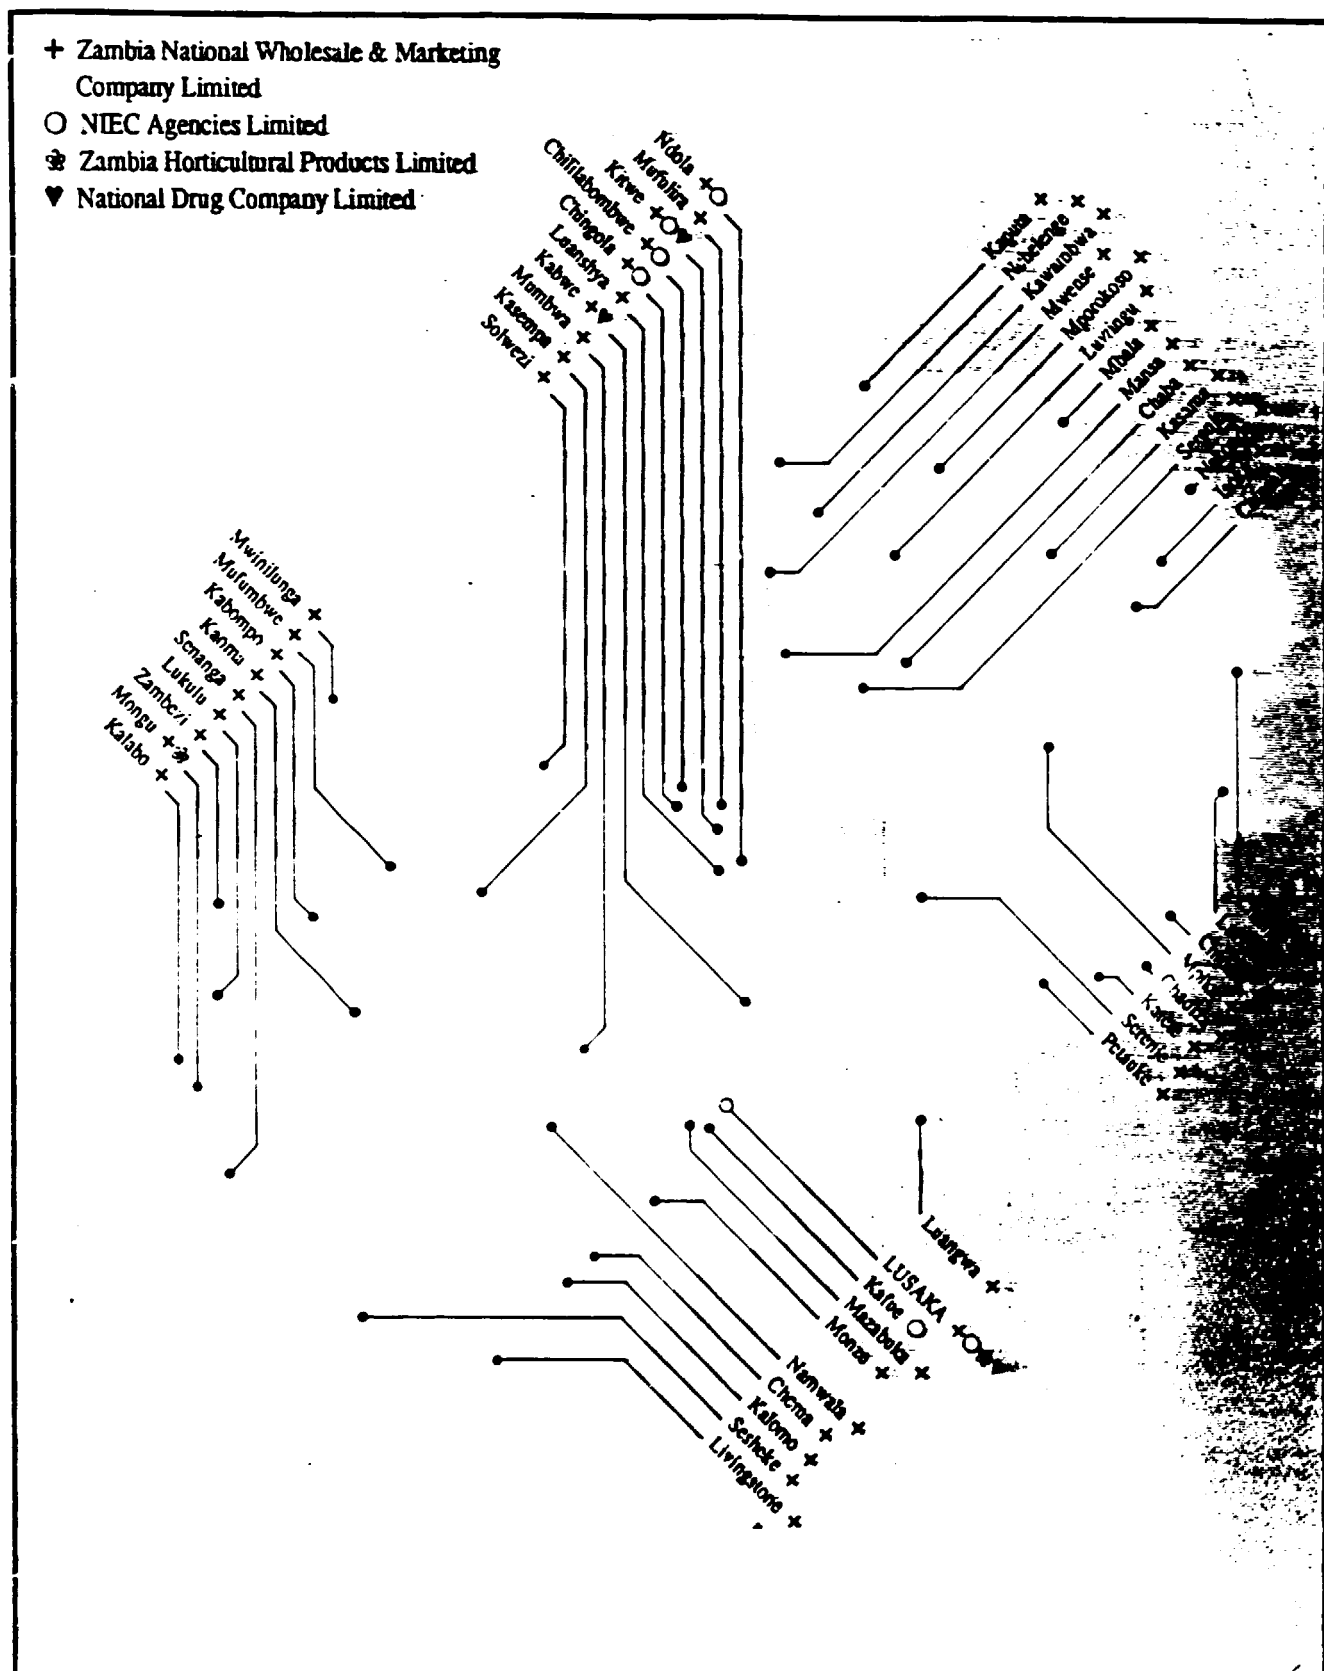 + Zambia National Wholesale & Marketing
Company Limited
O NIEC Agencies Limited
Zambia Horticultural Products Limited
♥ National Drug Company Limited
Ndola +O
Mufulira +
Kitwe +O♥
Chililabombwe +O
Chingola +O
Luanshya +
Kabwe +♥
Mumbwa +
Kasempa +
Solwezi +
Kaputa +
Nchelenge +
Kawambwa +
Mwense +
Mporokoso +
Luwingu +
Mbala +
Mansa +
Chaba +
Kasama +
Mwinilunga +
Mufumbwe +
Kabompo +
Kaoma +
Senanga +
Lukulu +
Zambezi +
Mongu +
Kalabo +
Katete +
Serenje +
Petauke +
Luangwa +
LUSAKA +O
Kafue O
Mazabuka +
Monze +
Namwala +
Choma +
Kalomo +
Sesheke +
Livingstone +